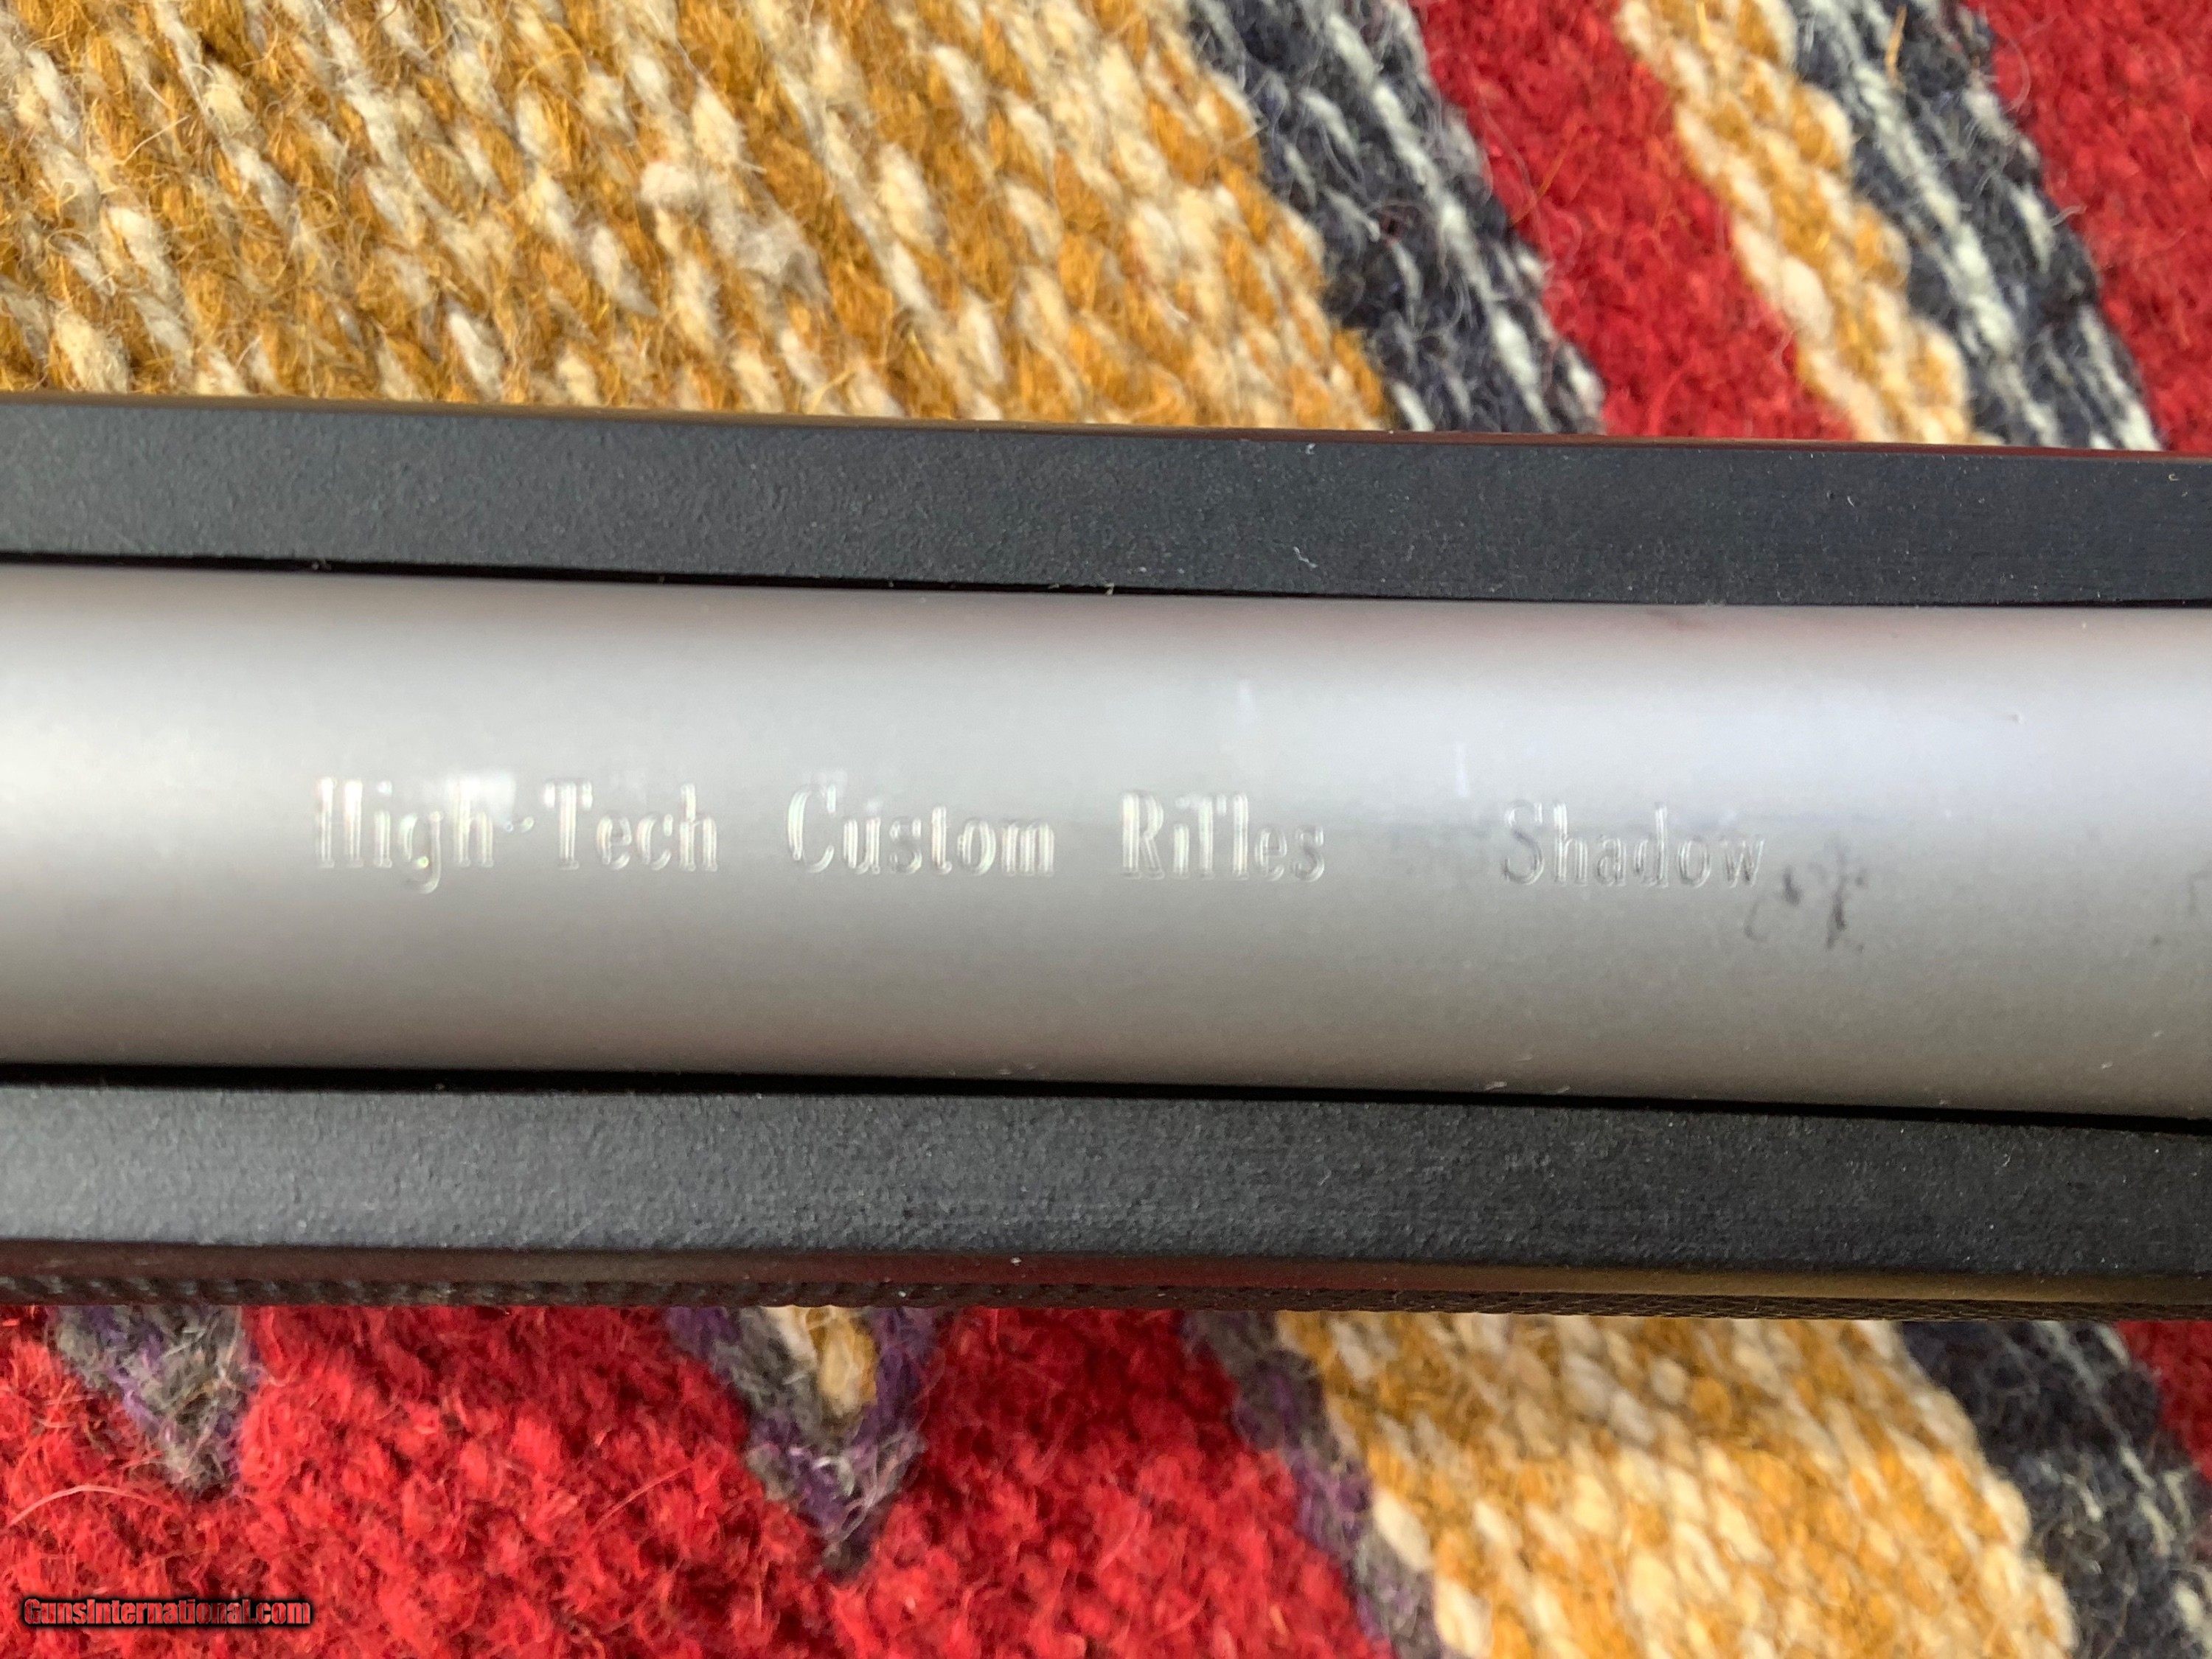 High-Tech Custom Rifles Shadow
GunsInternational.com